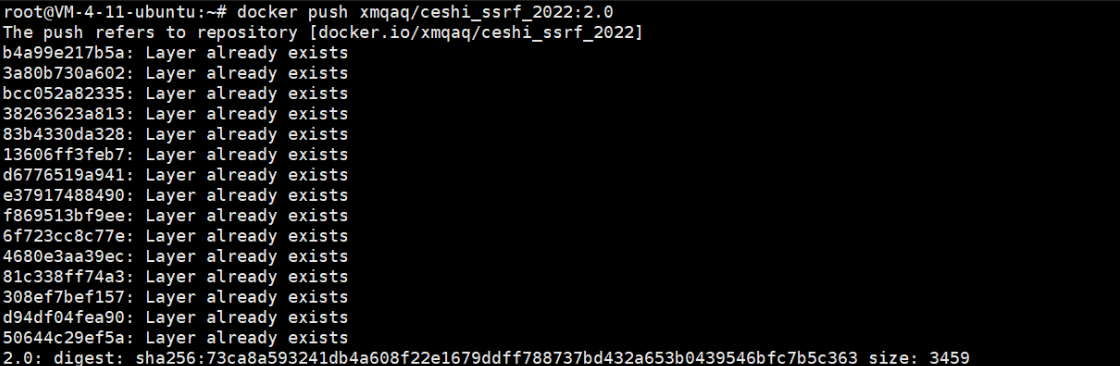 root@VM-4-11-ubuntu:~# docker push xmqaq/ceshi_ssrf_2022:2.0
The push refers to repository [docker.io/xmqaq/ceshi_ssrf_2022]
b4a99e217b5a: Layer already exists
3a80b730a602: Layer already exists
bcc052a82335: Layer already exists
38263623a813: Layer already exists
83b4330da328: Layer already exists
13606ff3feb7: Layer already exists
d6776519a941: Layer already exists
e37917488490: Layer already exists
f869513bf9ee: Layer already exists
6f723cc8c77e: Layer already exists
4680e3aa39ec: Layer already exists
81c338ff74a3: Layer already exists
308ef7bef157: Layer already exists
d94df04fea90: Layer already exists
50644c29ef5a: Layer already exists
2.0: digest: sha256:73ca8a593241db4a608f22e1679ddff788737bd432a653b0439546bfc7b5c363 size: 3459